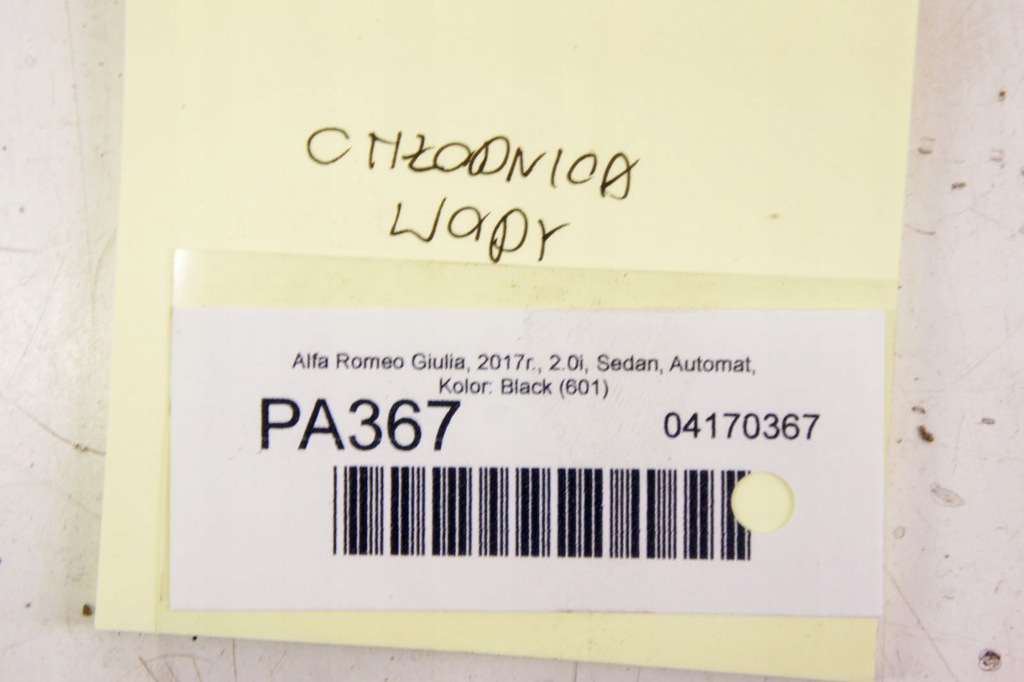 CHŁODNICA
WODY
Alfa Romeo Giulia, 2017r., 2.0i, Sedan, Automat,
Kolor: Black (601)
PA367
04170367